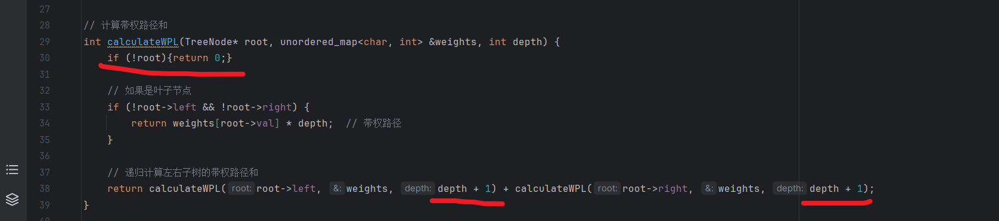 27
28 // 计算带权路径和
29 int calculateWPL(TreeNode* root, unordered_map<char, int> &weights, int depth) {
30 if (!root){return 0;}
31
32 // 如果是叶子节点
33 if (!root->left && !root->right) {
34 return weights[root->val] * depth;  // 带权路径
35 }
36
37 // 递归计算左右子树的带权路径和
38 return calculateWPL( root: root->left, &: weights, depth: depth + 1) + calculateWPL( root: root->right, &: weights, depth: depth + 1);
39 }
40